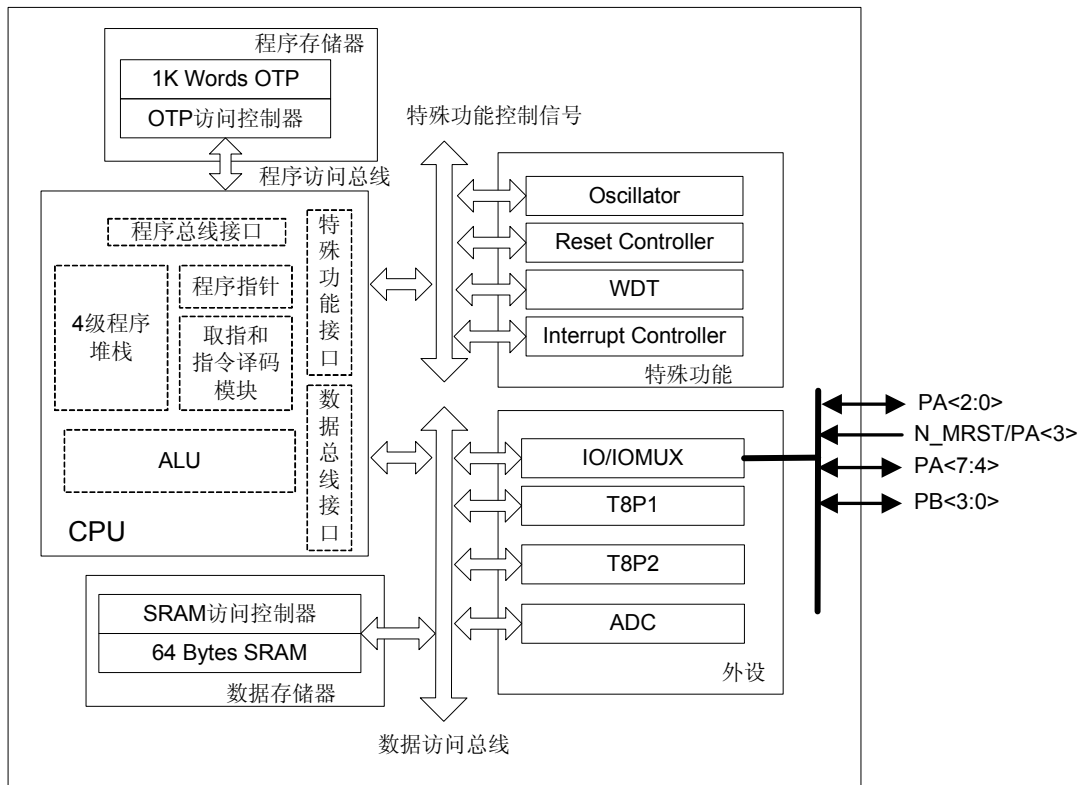 程序存储器
1K Words OTP
OTP访问控制器
程序访问总线
特殊功能控制信号
程序总线接口
特
殊
功
能
接
口
4级程序
堆栈
程序指针
取指和
指令译码
模块
数
据
总
线
接
口
ALU
CPU
SRAM访问控制器
64 Bytes SRAM
数据存储器
Oscillator
Reset Controller
WDT
Interrupt Controller
特殊功能
IO/IOMUX
T8P1
T8P2
ADC
外设
数据访问总线
PA<2:0>
N_MRST/PA<3>
PA<7:4>
PB<3:0>